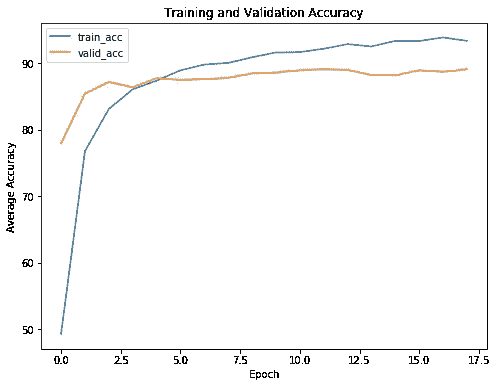 Training and Validation Accuracy
train_acc
valid_acc
Average Accuracy
90
80
70
60
50
0.0 2.5 5.0 7.5 10.0 12.5 15.0 17.5
Epoch